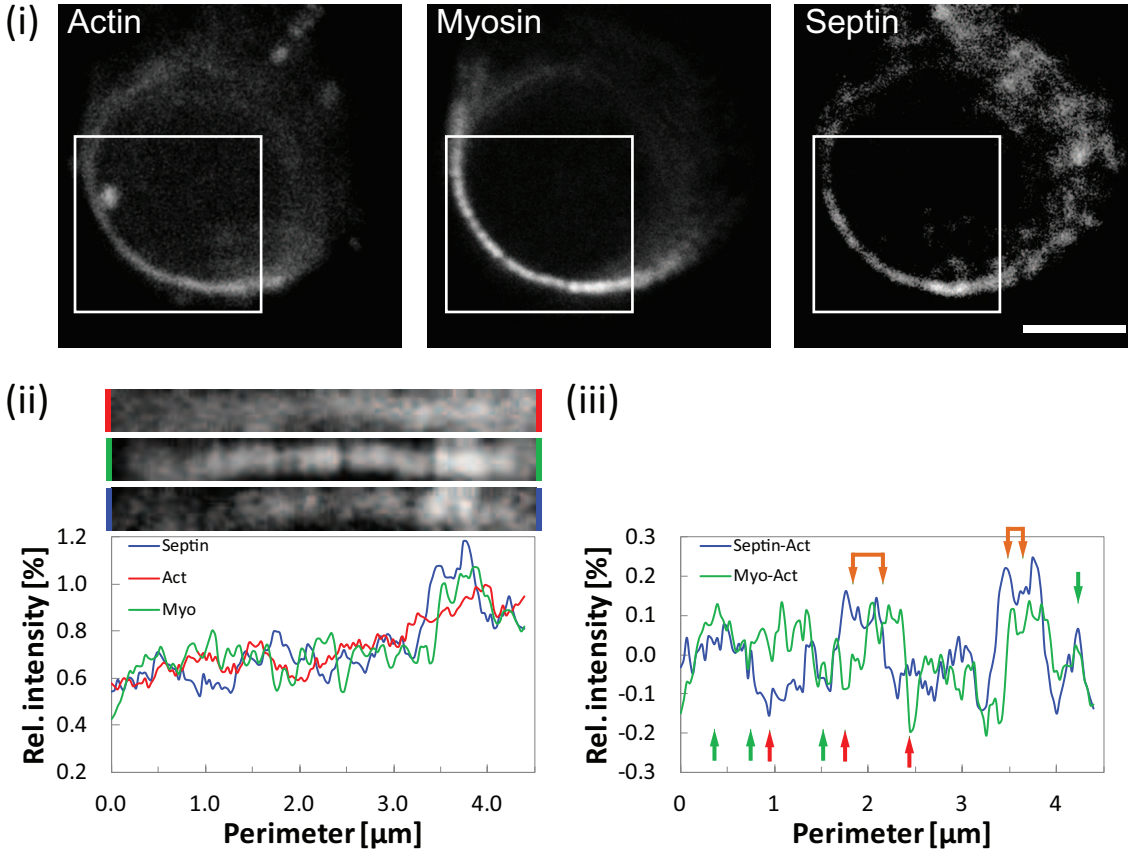 (i)
Actin
Myosin
Septin
(ii)
1.2
1.0
0.8
0.6
0.4
0.2
Septin
Act
Myo
Rel. intensity [%]
0.0 1.0 2.0 3.0 4.0
Perimeter [µm]
(iii)
0.3
0.2
0.1
0.0
-0.1
-0.2
-0.3
Septin-Act
Myo-Act
Rel. intensity [%]
0 1 2 3 4
Perimeter [µm]